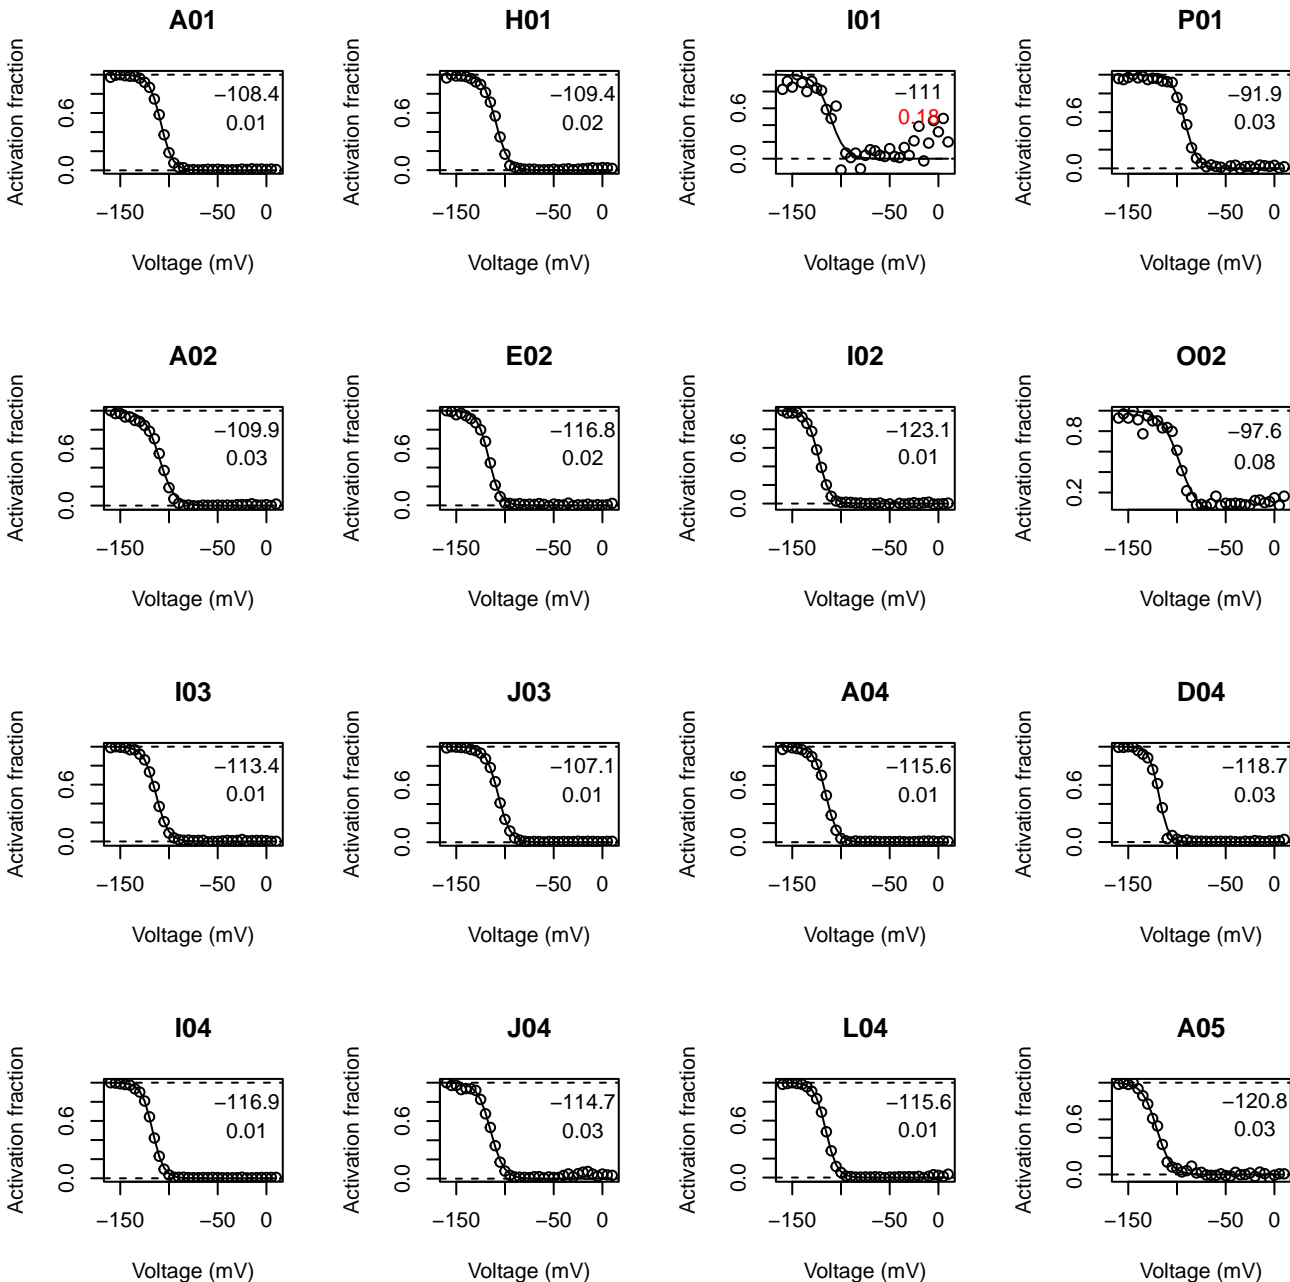 A01
H01
I01
P01
Activation fraction
0.0 0.6
−108.4
0.01
−150 −50 0
Voltage (mV)
Activation fraction
0.0 0.6
−109.4
0.02
−150 −50 0
Voltage (mV)
Activation fraction
0.0 0.6
−111
0.18
−150 −50 0
Voltage (mV)
Activation fraction
0.0 0.6
−91.9
0.03
−150 −50 0
Voltage (mV)
A02
E02
I02
O02
Activation fraction
0.0 0.6
−109.9
0.03
−150 −50 0
Voltage (mV)
Activation fraction
0.0 0.6
−116.8
0.02
−150 −50 0
Voltage (mV)
Activation fraction
0.0 0.6
−123.1
0.01
−150 −50 0
Voltage (mV)
Activation fraction
0.2 0.8
−97.6
0.08
−150 −50 0
Voltage (mV)
I03
J03
A04
D04
Activation fraction
0.0 0.6
−113.4
0.01
−150 −50 0
Voltage (mV)
Activation fraction
0.0 0.6
−107.1
0.01
−150 −50 0
Voltage (mV)
Activation fraction
0.0 0.6
−115.6
0.01
−150 −50 0
Voltage (mV)
Activation fraction
0.0 0.6
−118.7
0.03
−150 −50 0
Voltage (mV)
I04
J04
L04
A05
Activation fraction
0.0 0.6
−116.9
0.01
−150 −50 0
Voltage (mV)
Activation fraction
0.0 0.6
−114.7
0.03
−150 −50 0
Voltage (mV)
Activation fraction
0.0 0.6
−115.6
0.01
−150 −50 0
Voltage (mV)
Activation fraction
0.0 0.6
−120.8
0.03
−150 −50 0
Voltage (mV)